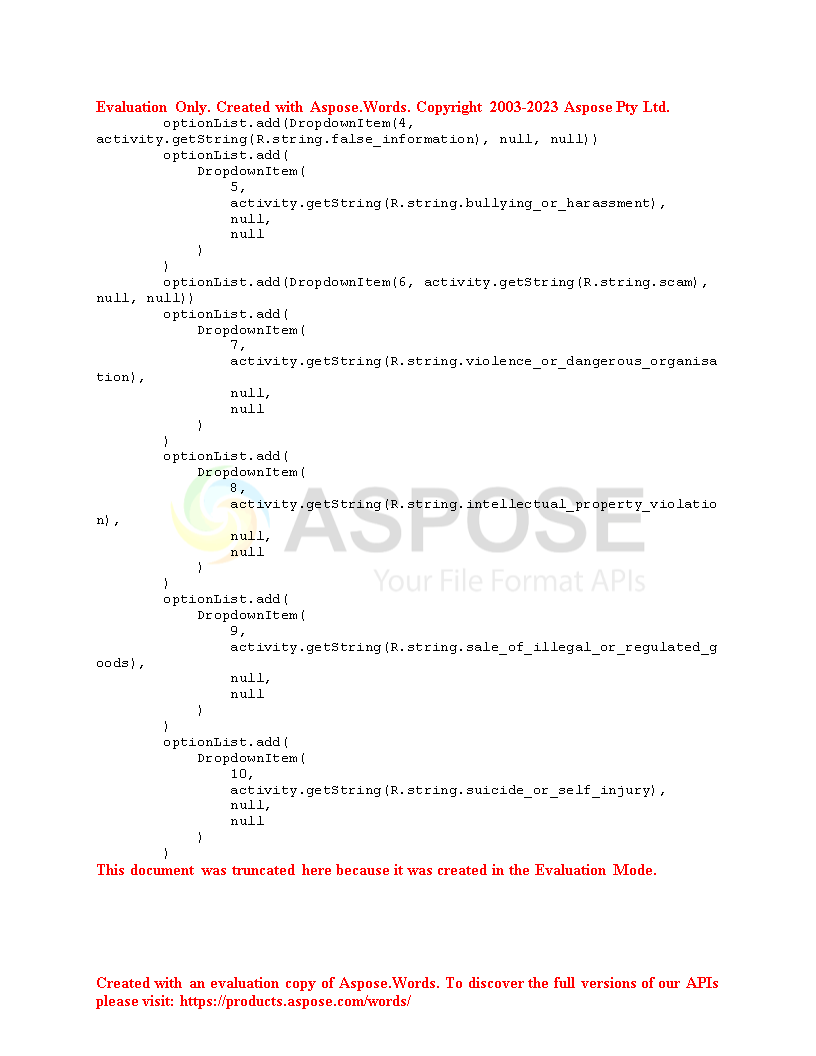 Evaluation Only. Created with Aspose.Words. Copyright 2003-2023 Aspose Pty Ltd.
        optionList.add(DropdownItem(4,
activity.getString(R.string.false_information), null, null))
        optionList.add(
            DropdownItem(
                5,
                activity.getString(R.string.bullying_or_harassment),
                null,
                null
            )
        )
        optionList.add(DropdownItem(6, activity.getString(R.string.scam),
null, null))
        optionList.add(
            DropdownItem(
                7,
                activity.getString(R.string.violence_or_dangerous_organisa
tion),
                null,
                null
            )
        )
        optionList.add(
            DropdownItem(
                8,
                activity.getString(R.string.intellectual_property_violatio
n),
                null,
                null
            )
        )
        optionList.add(
            DropdownItem(
                9,
                activity.getString(R.string.sale_of_illegal_or_regulated_g
oods),
                null,
                null
            )
        )
        optionList.add(
            DropdownItem(
                10,
                activity.getString(R.string.suicide_or_self_injury),
                null,
                null
            )
        )
This document was truncated here because it was created in the Evaluation Mode.
ASPOSE
Your File Format APIs
Created with an evaluation copy of Aspose.Words. To discover the full versions of our APIs
please visit: https://products.aspose.com/words/